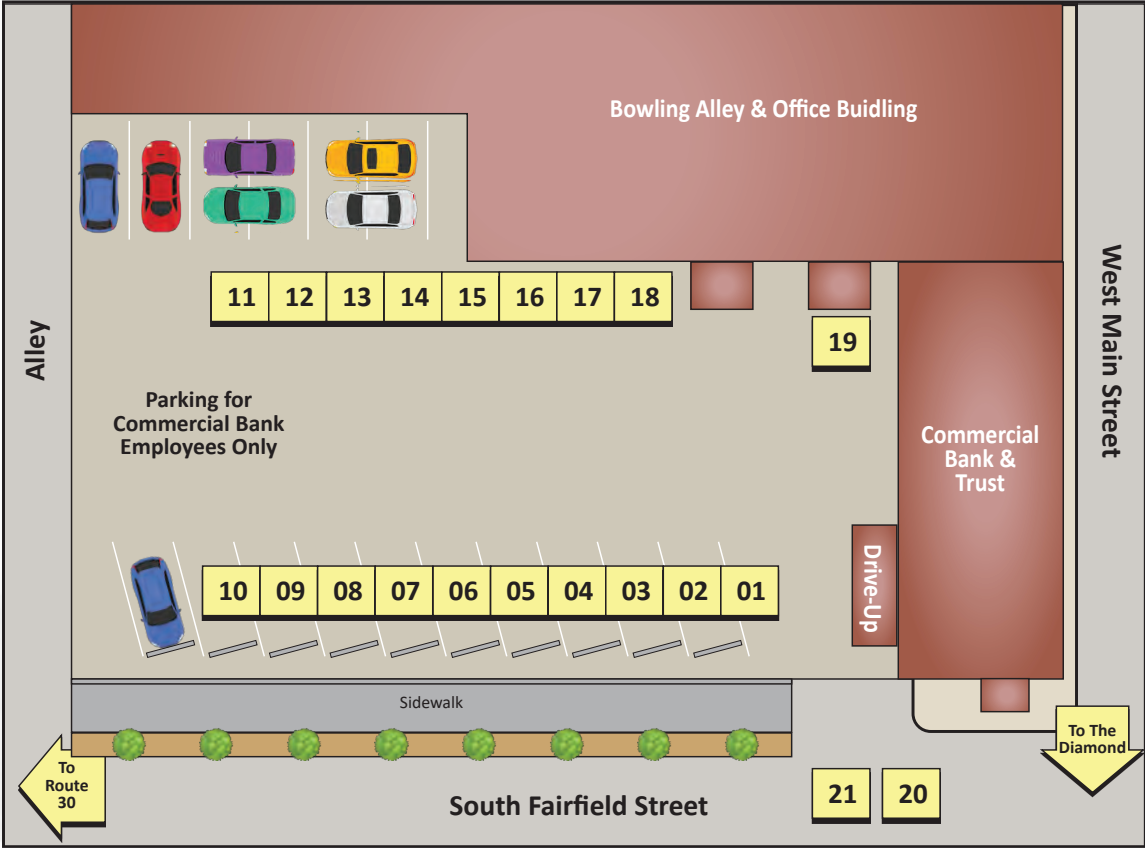 Bowling Alley & Office Buidling
11 12 13 14 15 16 17 18
19
Alley
West Main Street
Parking for
Commercial Bank
Employees Only
Commercial
Bank &
Trust
Drive-Up
10 09 08 07 06 05 04 03 02 01
Sidewalk
To The
Diamond
To
Route
30
South Fairfield Street
21 20